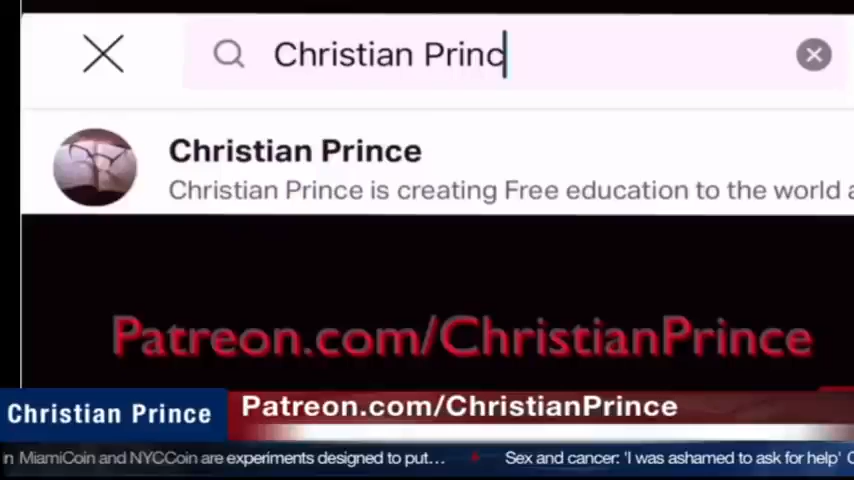 Christian Princ
Christian Prince
Christian Prince is creating Free education to the world
Patreon.com/ChristianPrince
Christian Prince
Patreon.com/ChristianPrince
in MiamiCoin and NYCCoin are experiments designed to put… Sex and cancer: 'I was ashamed to ask for help'